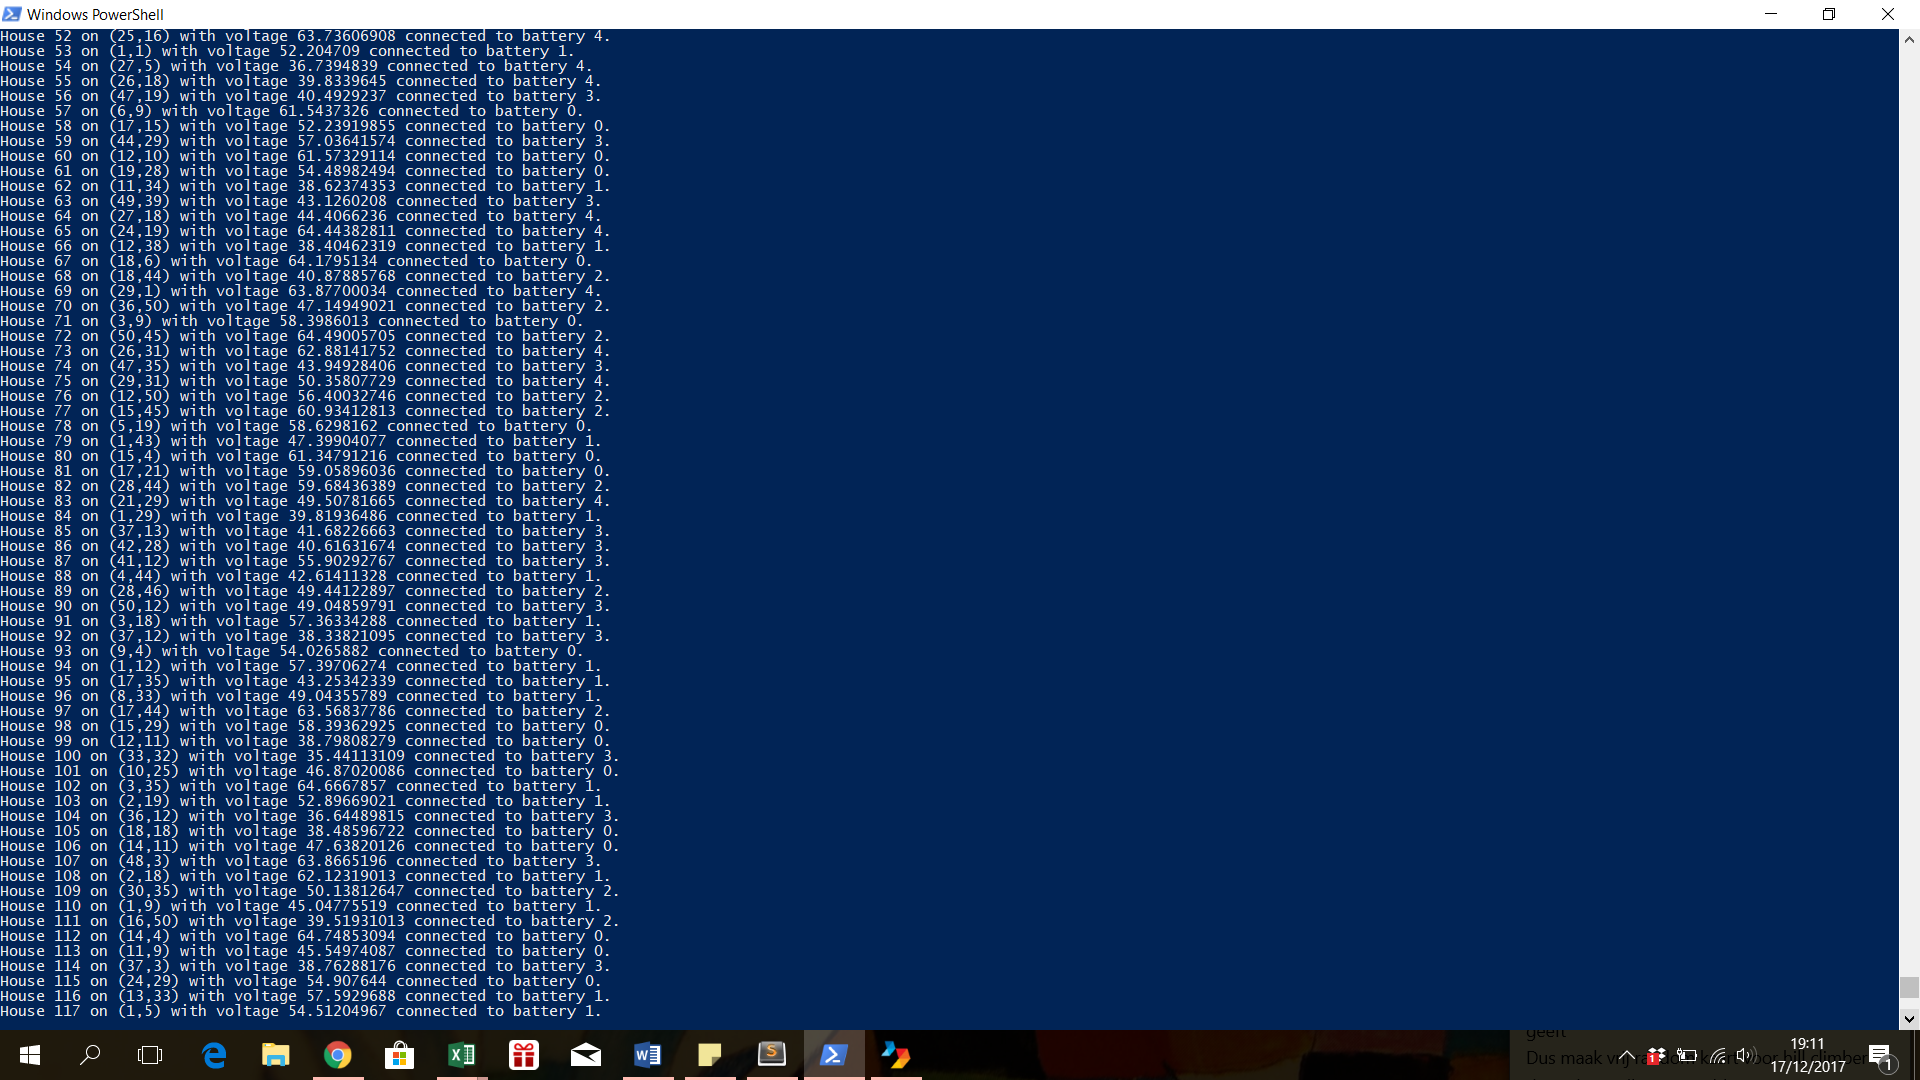 Windows PowerShell
House 52 on (25,16) with voltage 63.73606908 connected to battery 4.
House 53 on (1,1) with voltage 52.204709 connected to battery 1.
House 54 on (27,5) with voltage 36.7394839 connected to battery 4.
House 55 on (26,18) with voltage 39.8339645 connected to battery 4.
House 56 on (47,19) with voltage 40.4929237 connected to battery 3.
House 57 on (6,9) with voltage 61.5437326 connected to battery 0.
House 58 on (17,15) with voltage 52.23919855 connected to battery 0.
House 59 on (44,29) with voltage 57.03641574 connected to battery 3.
House 60 on (12,10) with voltage 61.57329114 connected to battery 0.
House 61 on (19,28) with voltage 54.48982494 connected to battery 0.
House 62 on (11,34) with voltage 38.62374353 connected to battery 1.
House 63 on (49,39) with voltage 43.1260208 connected to battery 3.
House 64 on (27,18) with voltage 44.4066236 connected to battery 4.
House 65 on (24,19) with voltage 64.44382811 connected to battery 4.
House 66 on (12,38) with voltage 38.40462319 connected to battery 1.
House 67 on (18,6) with voltage 64.1795134 connected to battery 0.
House 68 on (18,44) with voltage 40.87885768 connected to battery 2.
House 69 on (29,1) with voltage 63.87700034 connected to battery 4.
House 70 on (36,50) with voltage 47.14949021 connected to battery 2.
House 71 on (3,9) with voltage 58.3986013 connected to battery 0.
House 72 on (50,45) with voltage 64.49005705 connected to battery 2.
House 73 on (26,31) with voltage 62.88141752 connected to battery 4.
House 74 on (47,35) with voltage 43.94928406 connected to battery 3.
House 75 on (29,31) with voltage 50.35807729 connected to battery 4.
House 76 on (12,50) with voltage 56.40032746 connected to battery 2.
House 77 on (15,45) with voltage 60.93412813 connected to battery 2.
House 78 on (5,19) with voltage 58.6298162 connected to battery 0.
House 79 on (1,43) with voltage 47.39904077 connected to battery 1.
House 80 on (15,4) with voltage 61.34791216 connected to battery 0.
House 81 on (17,21) with voltage 59.05896036 connected to battery 0.
House 82 on (28,44) with voltage 59.68436389 connected to battery 2.
House 83 on (21,29) with voltage 49.50781665 connected to battery 4.
House 84 on (1,29) with voltage 39.81936486 connected to battery 1.
House 85 on (37,13) with voltage 41.68226663 connected to battery 3.
House 86 on (42,28) with voltage 40.61631674 connected to battery 3.
House 87 on (41,12) with voltage 55.90292767 connected to battery 3.
House 88 on (4,44) with voltage 42.61411328 connected to battery 1.
House 89 on (28,46) with voltage 49.44122897 connected to battery 2.
House 90 on (50,12) with voltage 49.04859791 connected to battery 3.
House 91 on (3,18) with voltage 57.36334288 connected to battery 1.
House 92 on (37,12) with voltage 38.33821095 connected to battery 3.
House 93 on (9,4) with voltage 54.0265882 connected to battery 0.
House 94 on (1,12) with voltage 57.39706274 connected to battery 1.
House 95 on (17,35) with voltage 43.25342339 connected to battery 1.
House 96 on (8,33) with voltage 49.04355789 connected to battery 1.
House 97 on (17,44) with voltage 63.56837786 connected to battery 2.
House 98 on (15,29) with voltage 58.39362925 connected to battery 0.
House 99 on (12,11) with voltage 38.79808279 connected to battery 0.
House 100 on (33,32) with voltage 35.44113109 connected to battery 3.
House 101 on (10,25) with voltage 46.87020086 connected to battery 0.
House 102 on (3,35) with voltage 64.6667857 connected to battery 1.
House 103 on (2,19) with voltage 52.89669021 connected to battery 1.
House 104 on (36,12) with voltage 36.64489815 connected to battery 3.
House 105 on (18,18) with voltage 38.48596722 connected to battery 0.
House 106 on (14,11) with voltage 47.63820126 connected to battery 0.
House 107 on (48,3) with voltage 63.8665196 connected to battery 3.
House 108 on (2,18) with voltage 62.12319013 connected to battery 1.
House 109 on (30,35) with voltage 50.13812647 connected to battery 2.
House 110 on (1,9) with voltage 45.04775519 connected to battery 1.
House 111 on (16,50) with voltage 39.51931013 connected to battery 2.
House 112 on (14,4) with voltage 64.74853094 connected to battery 0.
House 113 on (11,9) with voltage 45.54974087 connected to battery 0.
House 114 on (37,3) with voltage 38.76288176 connected to battery 3.
House 115 on (24,29) with voltage 54.907644 connected to battery 0.
House 116 on (13,33) with voltage 57.5929688 connected to battery 1.
House 117 on (1,5) with voltage 54.51204967 connected to battery 1.
geeft
Dus maak vrij
19:11
17/12/2017
1